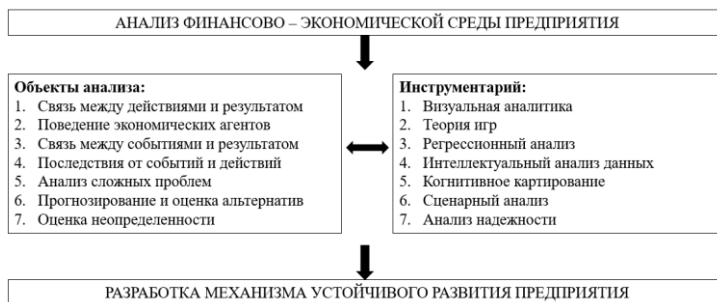 АНАЛИЗ ФИНАНСОВО – ЭКОНОМИЧЕСКОЙ СРЕДЫ ПРЕДПРИЯТИЯ
Объекты анализа:
1. Связь между действиями и результатом
2. Поведение экономических агентов
3. Связь между событиями и результатом
4. Последствия от событий и действий
5. Анализ сложных проблем
6. Прогнозирование и оценка альтернатив
7. Оценка неопределенности
Инструментарий:
1. Визуальная аналитика
2. Теория игр
3. Регрессионный анализ
4. Интеллектуальный анализ данных
5. Когнитивное картирование
6. Сценарный анализ
7. Анализ надежности
РАЗРАБОТКА МЕХАНИЗМА УСТОЙЧИВОГО РАЗВИТИЯ ПРЕДПРИЯТИЯ